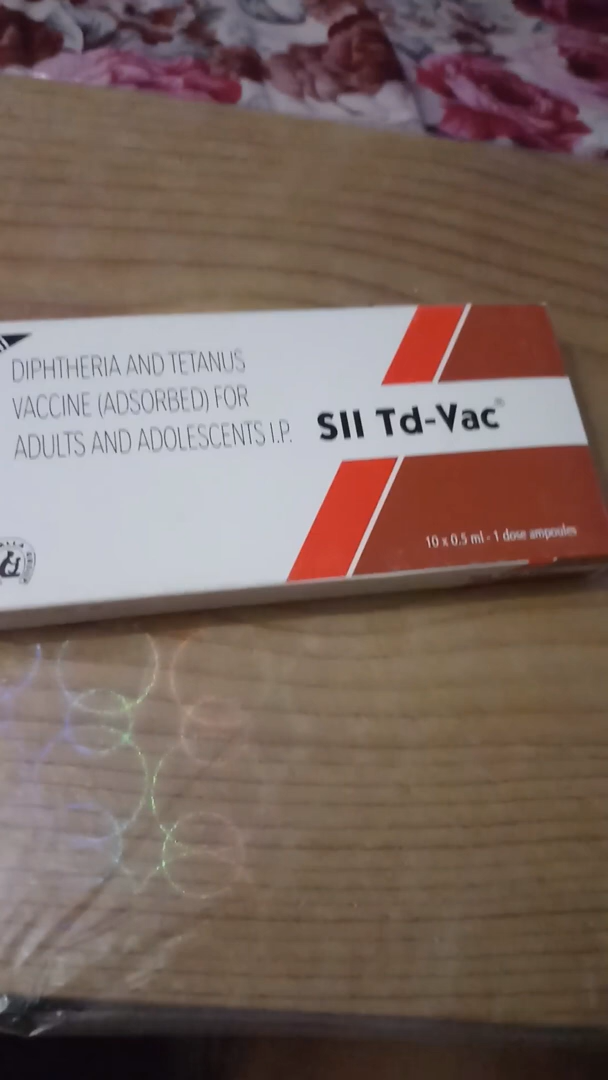 DIPHTHERIA AND TETANUS
VACCINE (ADSORBED) FOR
ADULTS AND ADOLESCENTS I.P.
SII Td-Vac®
10 x 0.5 ml - 1 dose ampoules